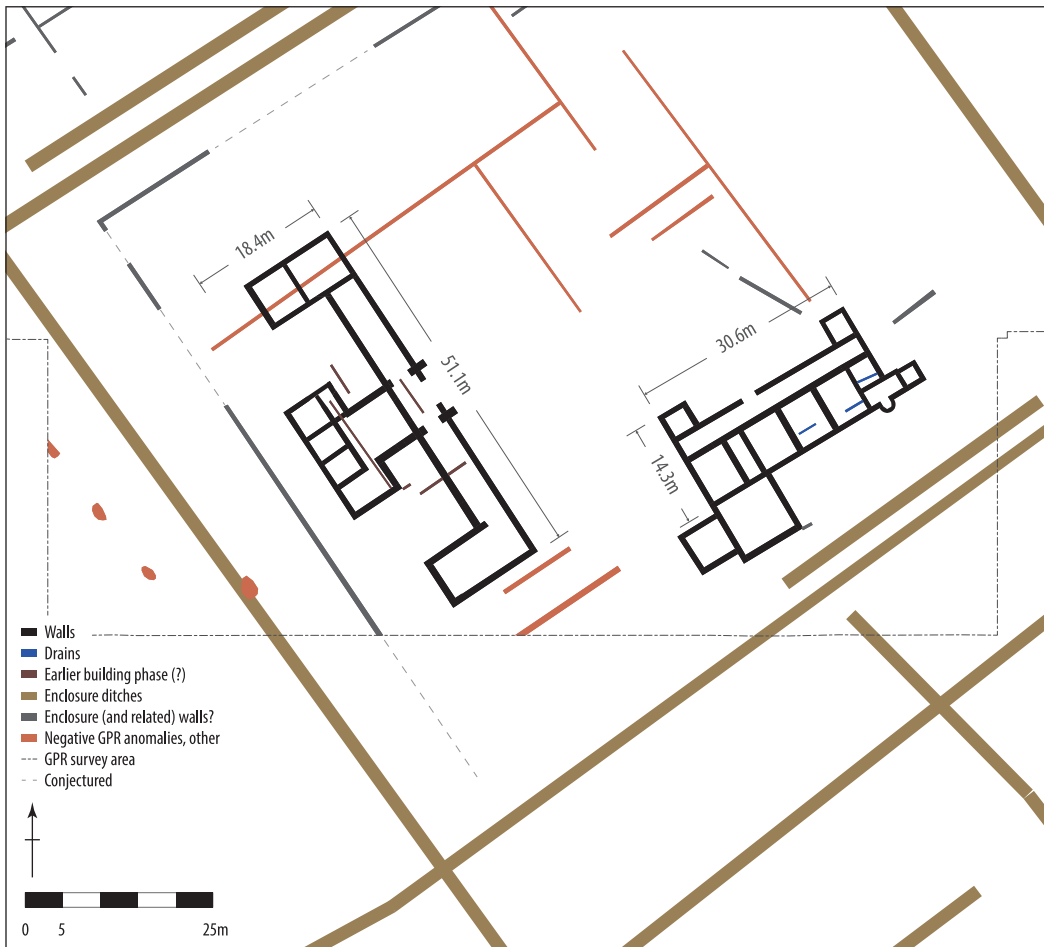 18.4m
51.1m
30.6m
14.3m
Walls
Drains
Earlier building phase (?)
Enclosure ditches
Enclosure (and related) walls?
Negative GPR anomalies, other
GPR survey area
Conjectured
0 5 25m